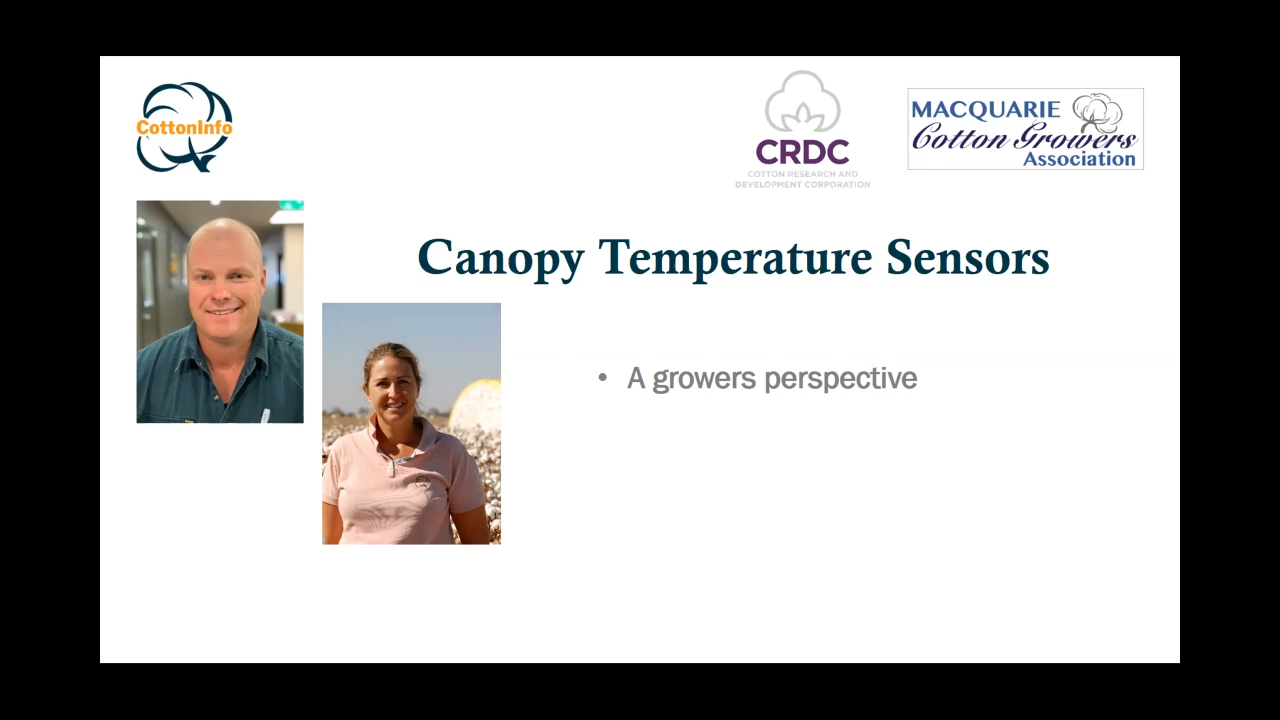 CottonInfo
CRDC
COTTON RESEARCH AND
DEVELOPMENT CORPORATION
MACQUARIE
Cotton Growers
Association
Canopy Temperature Sensors
• A growers perspective